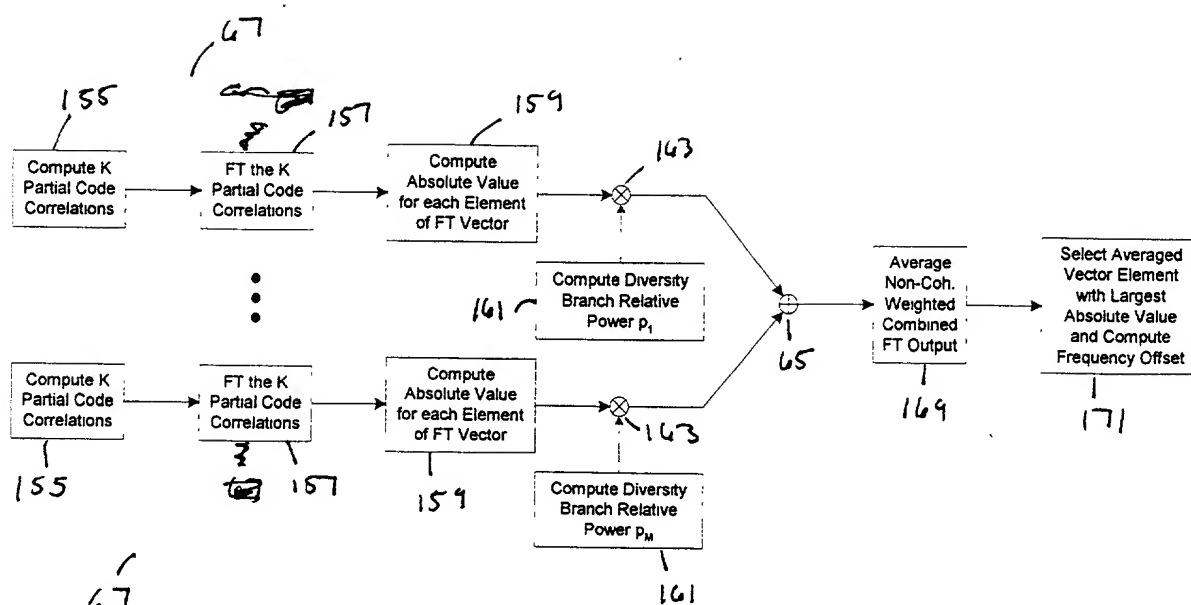 67
155
157
159
163
Compute K
Partial Code
Correlations
FT the K
Partial Code
Correlations
Compute
Absolute Value
for each Element
of FT Vector
161
Compute Diversity
Branch Relative
Power p₁
65
Average
Non-Coh.
Weighted
Combined
FT Output
169
Select Averaged
Vector Element
with Largest
Absolute Value
and Compute
Frequency Offset
171
Compute K
Partial Code
Correlations
155
FT the K
Partial Code
Correlations
157
Compute
Absolute Value
for each Element
of FT Vector
159
163
Compute Diversity
Branch Relative
Power pM
161
67